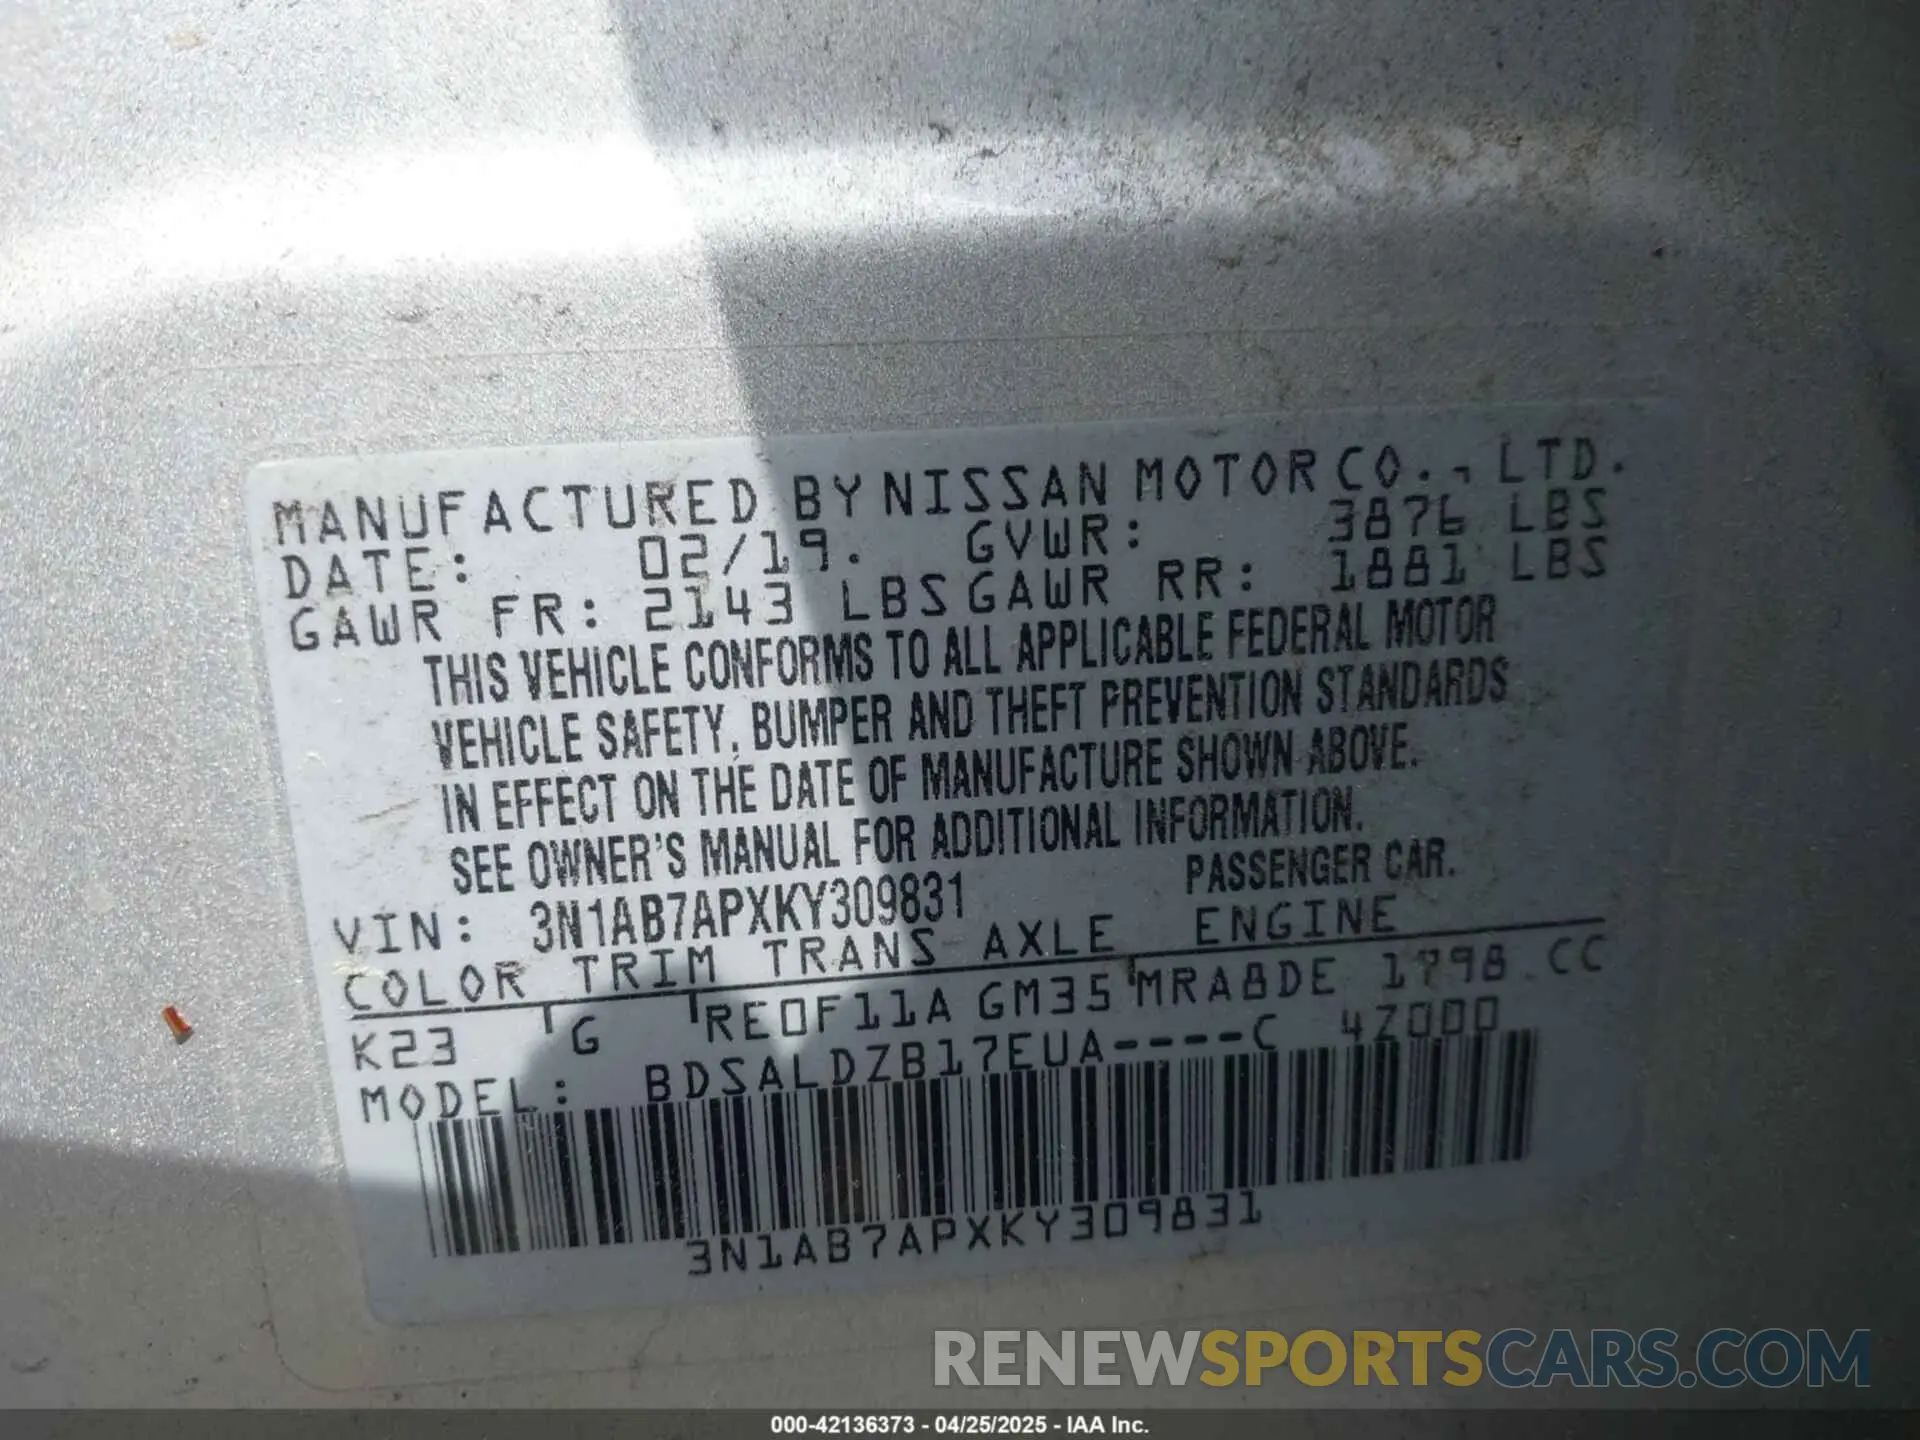 MANUFACTURED BY NISSAN MOTOR CO., LTD.
DATE: 02/19. GVWR: 3876 LBS
GAWR FR: 2143 LBS GAWR RR: 1881 LBS
THIS VEHICLE CONFORMS TO ALL APPLICABLE FEDERAL MOTOR
VEHICLE SAFETY, BUMPER AND THEFT PREVENTION STANDARDS
IN EFFECT ON THE DATE OF MANUFACTURE SHOWN ABOVE.
SEE OWNER'S MANUAL FOR ADDITIONAL INFORMATION.
VIN: 3N1AB7APXKY309831 PASSENGER CAR.
COLOR TRIM TRANS AXLE ENGINE
K23 G RE0F11A GM35 MRA8DE 1798 CC
MODEL: BDSALDZB17EUA----C 4Z000
3N1AB7APXKY309831
RENEWSPORTSCARS.COM
000-42136373 - 04/25/2025 - IAA Inc.